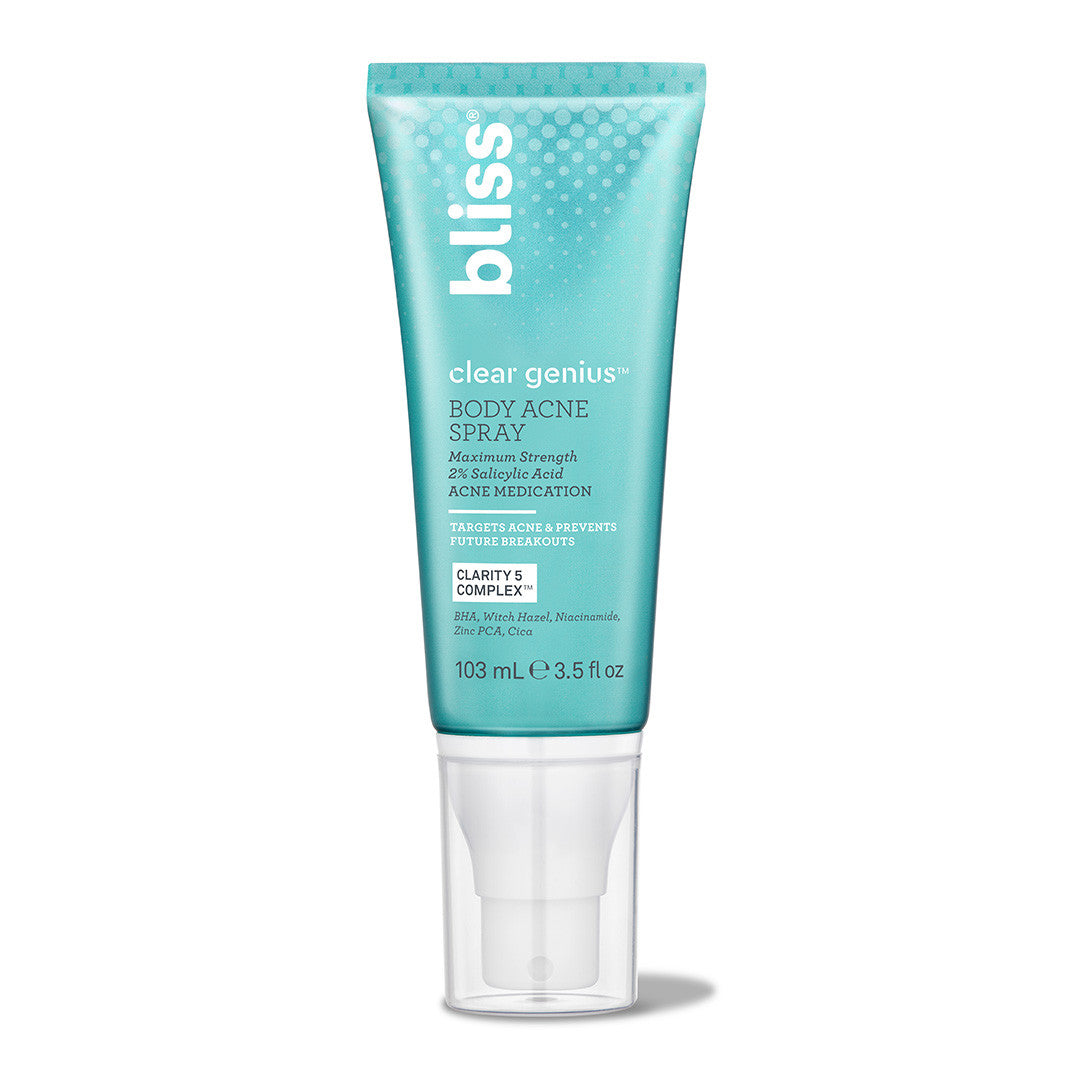 bliss®
clear genius™
BODY ACNE
SPRAY
Maximum Strength
2% Salicylic Acid
ACNE MEDICATION
TARGETS ACNE & PREVENTS
FUTURE BREAKOUTS
CLARITY 5
COMPLEX™
BHA, Witch Hazel, Niacinamide,
Zinc PCA, Cica
103 mL ℮ 3.5 fl oz